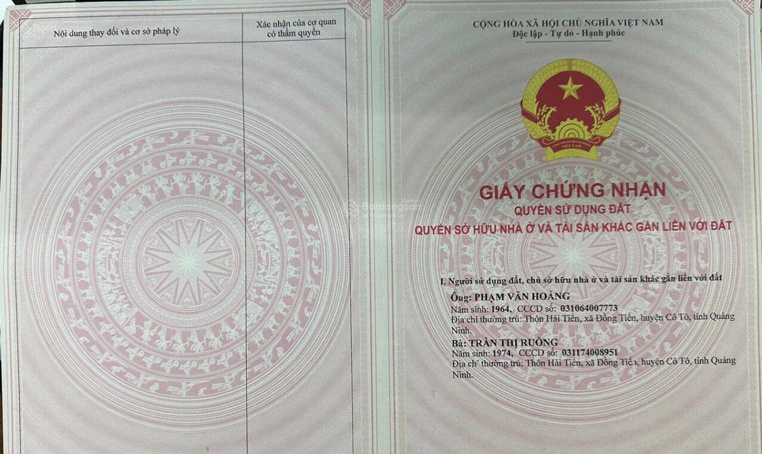 Nội dung thay đổi và cơ sở pháp lý
Xác nhận của cơ quan
có thẩm quyền
CỘNG HÒA XÃ HỘI CHỦ NGHĨA VIỆT NAM
Độc lập - Tự do - Hạnh phúc
VIỆT NAM
GIẤY CHỨNG NHẬN
QUYỀN SỬ DỤNG ĐẤT
QUYỀN SỞ HỮU NHÀ Ở VÀ TÀI SẢN KHÁC GẮN LIỀN VỚI ĐẤT
I. Người sử dụng đất, chủ sở hữu nhà ở và tài sản khác gắn liền với đất
Ông: PHẠM VĂN HOÀNG
Năm sinh: 1964, CCCD số: 031064007773
Địa chỉ thường trú: Thôn Hải Tiến, xã Đồng Tiến, huyện Cô Tô, tỉnh Quảng
Ninh.
Bà: TRẦN THỊ RUÔNG
Năm sinh: 1974, CCCD số: 031174008951
Địa chỉ thường trú: Thôn Hải Tiến, xã Đồng Tiến, huyện Cô Tô, tỉnh Quảng
Ninh.